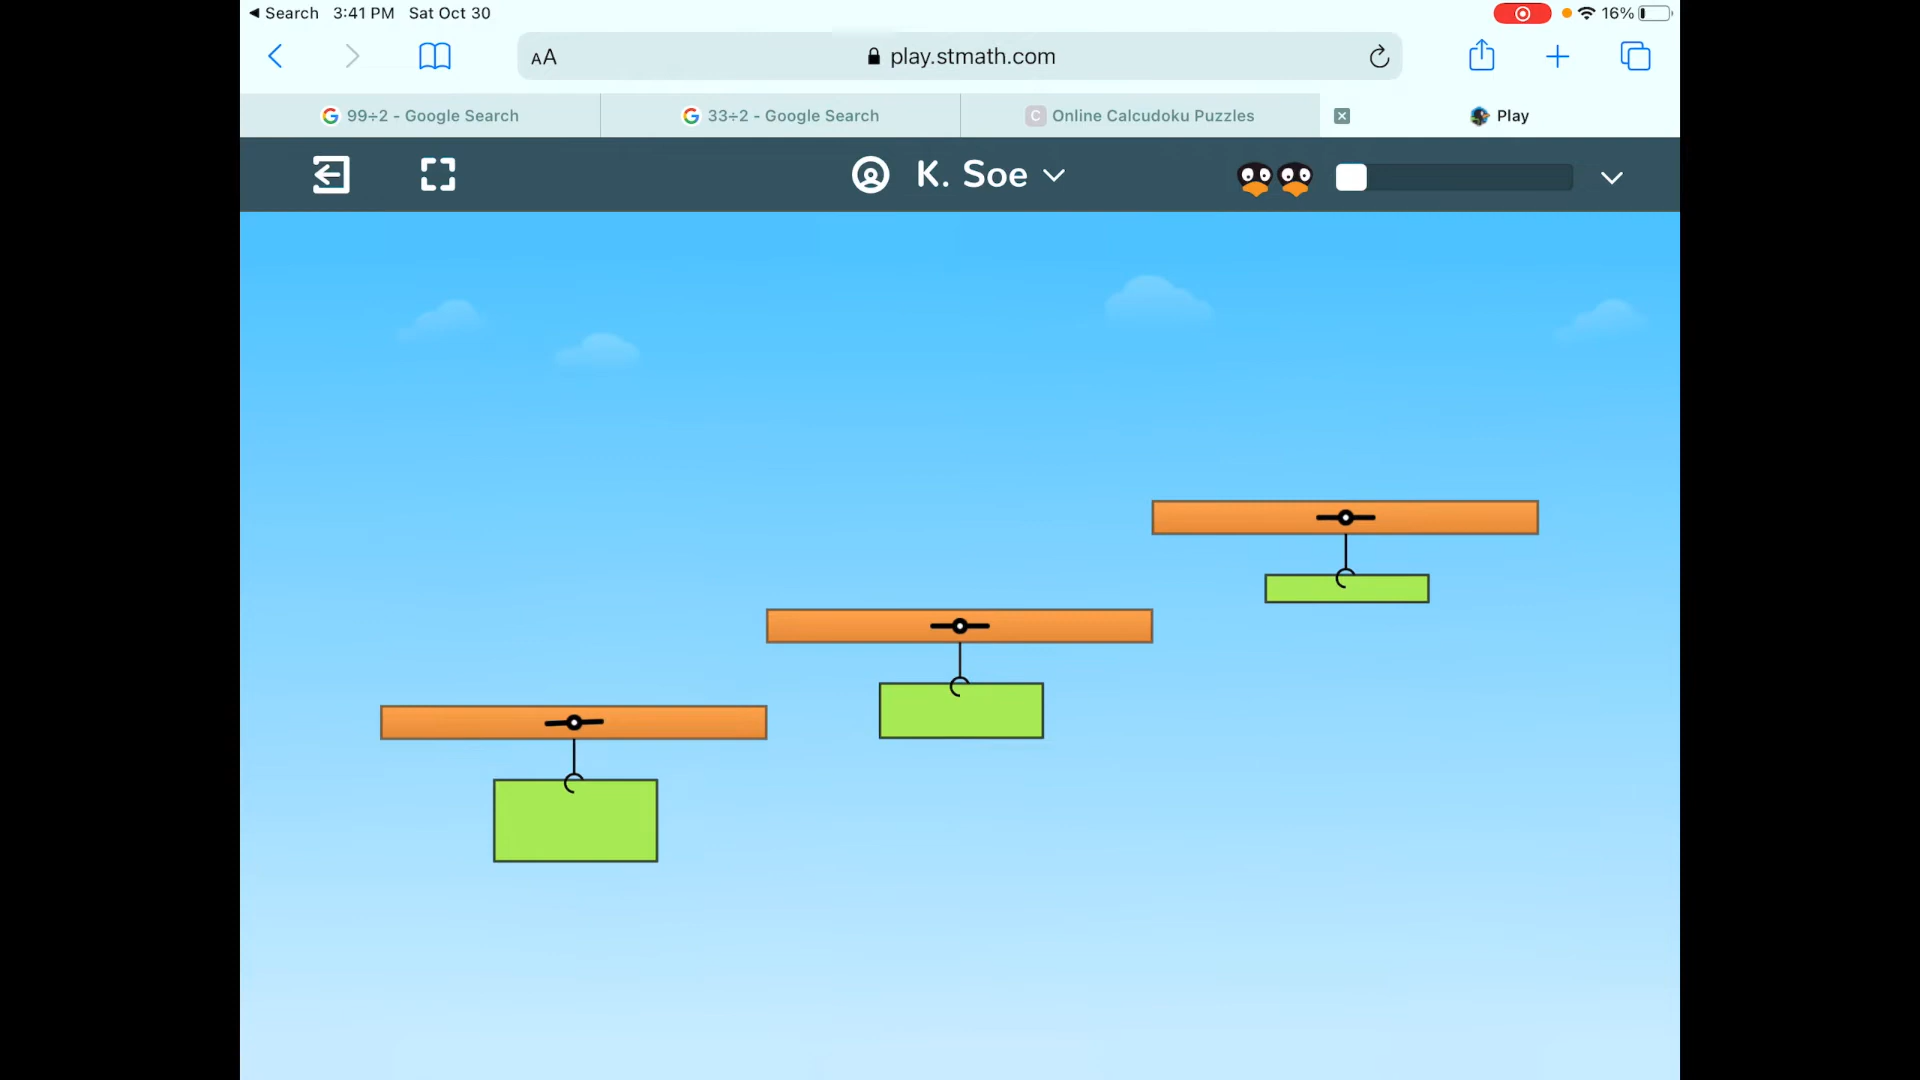 Search 3:41 PM Sat Oct 30 16%
AA play.stmath.com
99÷2 - Google Search 33÷2 - Google Search C Online Calcudoku Puzzles Play
K. Soe